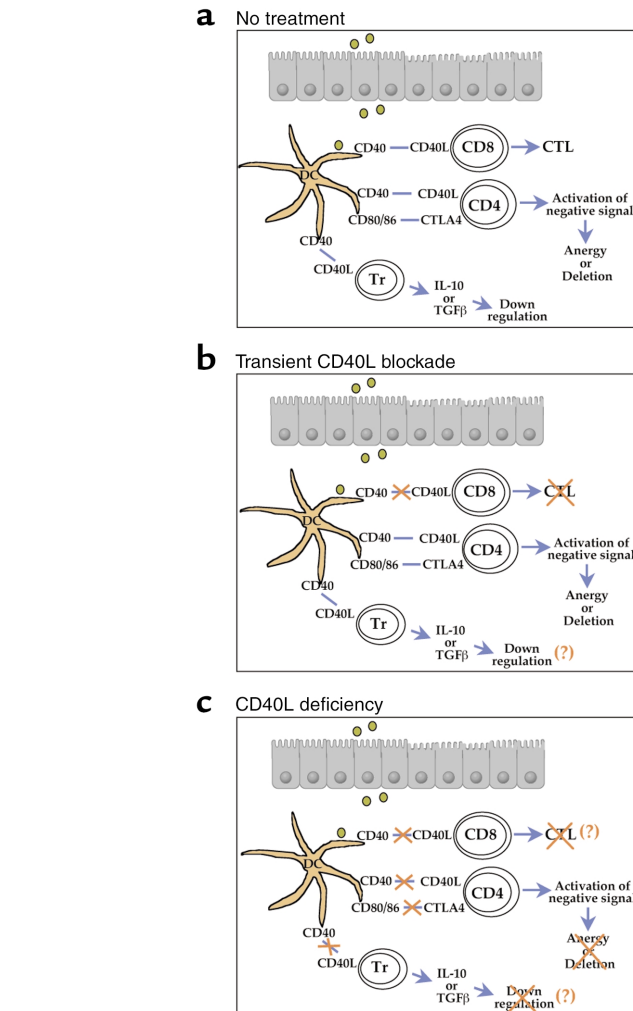 a No treatment
CD40 CD40L CD8 CTL
DC
CD40 CD40L CD4
CD80/86 CTLA4
Activation of
negative signal
Anergy
or
Deletion
CD40
CD40L
Tr
IL-10
or
TGFβ
Down
regulation
b Transient CD40L blockade
CD40 CD40L CD8 CTL
DC
CD40 CD40L CD4
CD80/86 CTLA4
Activation of
negative signal
Anergy
or
Deletion
CD40
CD40L
Tr
IL-10
or
TGFβ
Down
regulation (?)
c CD40L deficiency
CD40 CD40L CD8 CTL (?)
DC
CD40 CD40L CD4
CD80/86 CTLA4
Activation of
negative signal
Anergy
or
Deletion
CD40
CD40L
Tr
IL-10
or
TGFβ
Down
regulation (?)